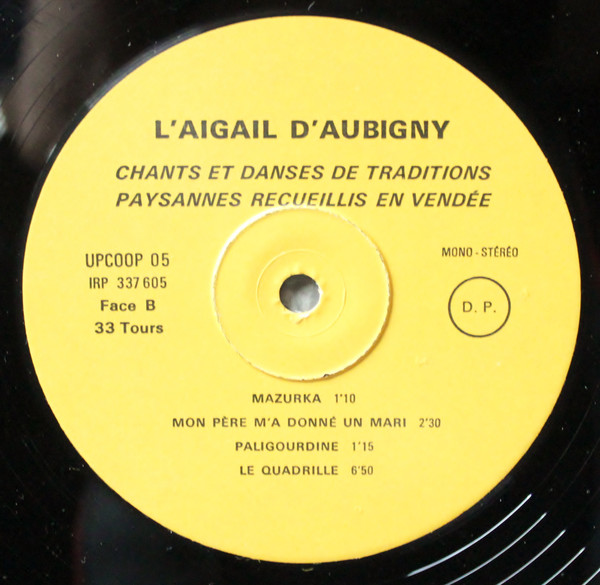 L'AIGAIL D'AUBIGNY
CHANTS ET DANSES DE TRADITIONS
PAYSANNES RECUEILLIS EN VENDÉE
UPCOOP 05
IRP 337 605
Face B
33 Tours
MONO - STÉRÉO
D. P.
MAZURKA 1'10
MON PÈRE M'A DONNÉ UN MARI 2'30
PALIGOURDINE 1'15
LE QUADRILLE 6'50